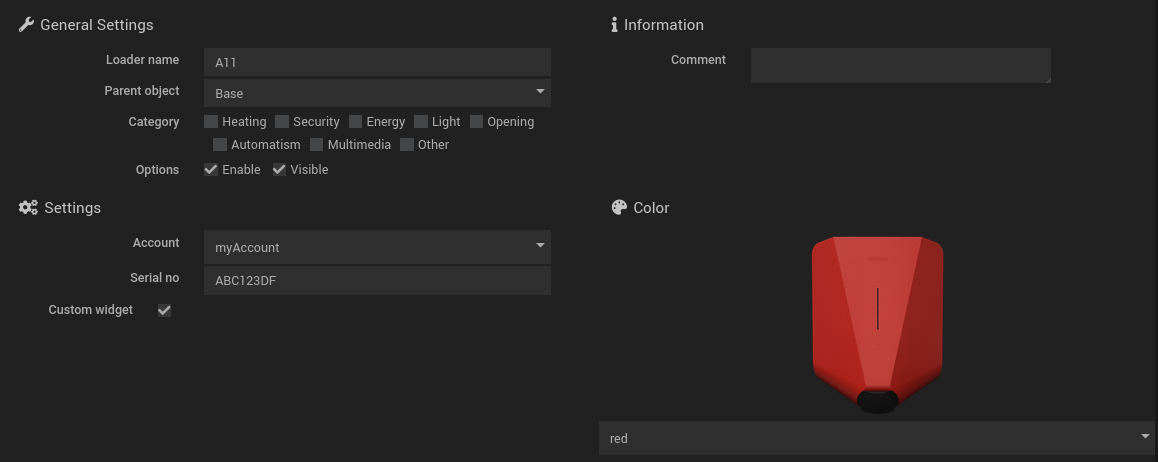 General Settings
Loader name A11
Parent object Base
Category Heating Security Energy Light Opening
Automatism Multimedia Other
Options Enable Visible
Information
Comment
Settings
Account myAccount
Serial no ABC123DF
Custom widget
Color
red